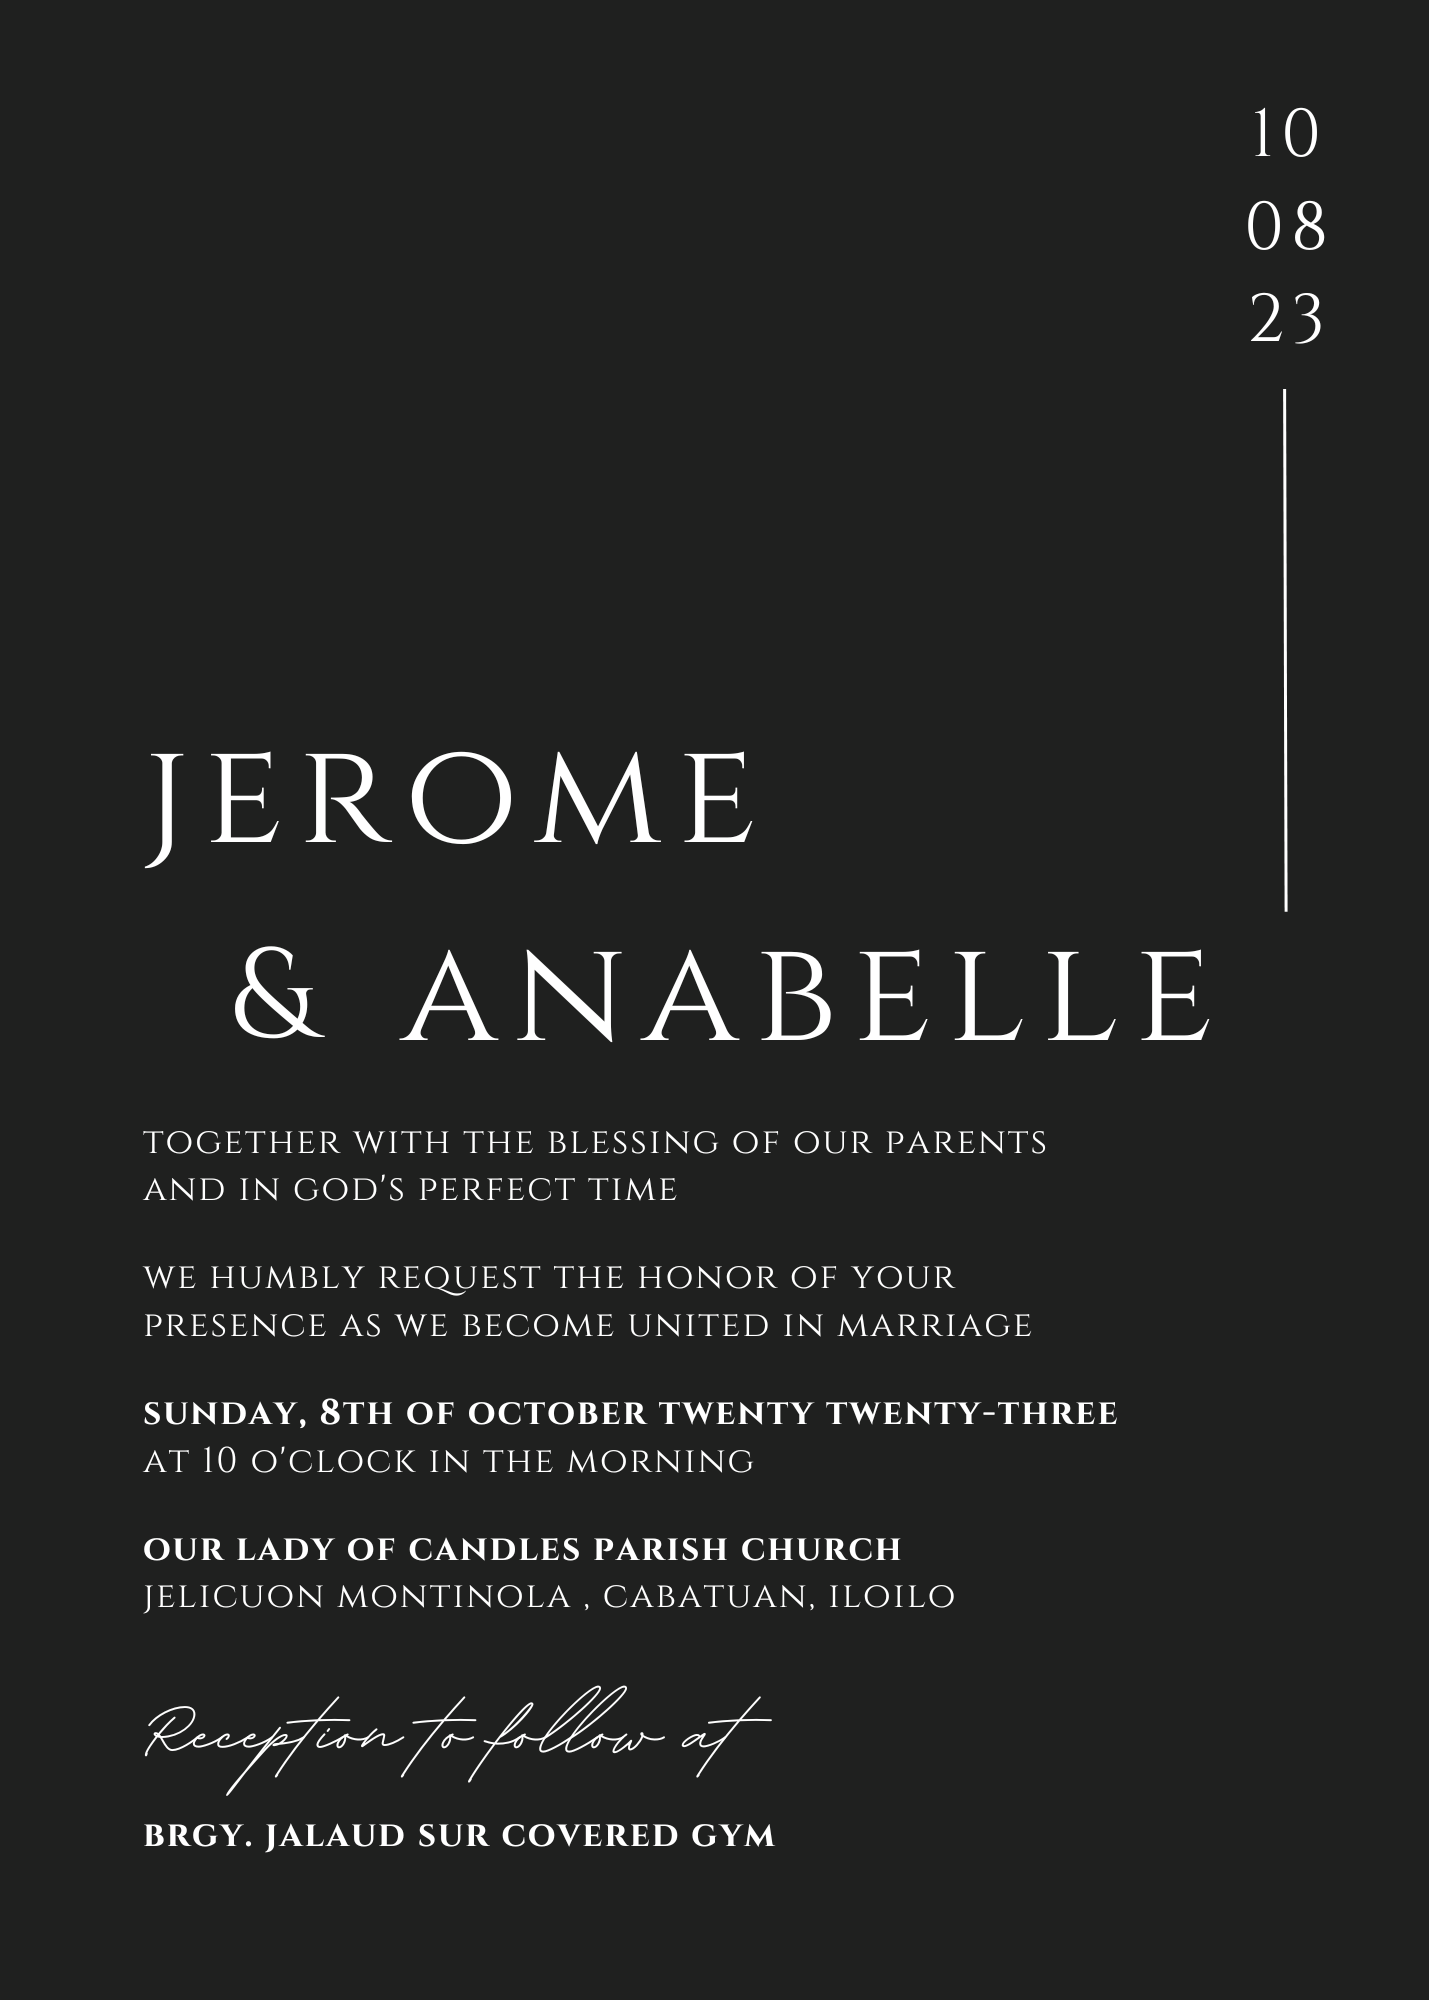 10
08
23
JEROME
& ANABELLE
TOGETHER WITH THE BLESSING OF OUR PARENTS
AND IN GOD'S PERFECT TIME
WE HUMBLY REQUEST THE HONOR OF YOUR
PRESENCE AS WE BECOME UNITED IN MARRIAGE
SUNDAY, 8TH OF OCTOBER TWENTY TWENTY-THREE
AT 10 O'CLOCK IN THE MORNING
OUR LADY OF CANDLES PARISH CHURCH
JELICUON MONTINOLA , CABATUAN, ILOILO
Reception to follow at
BRGY. JALAUD SUR COVERED GYM